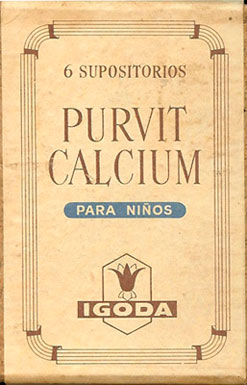 6 SUPOSITORIOS
PURVIT
CALCIUM
PARA NIÑOS
IGODA